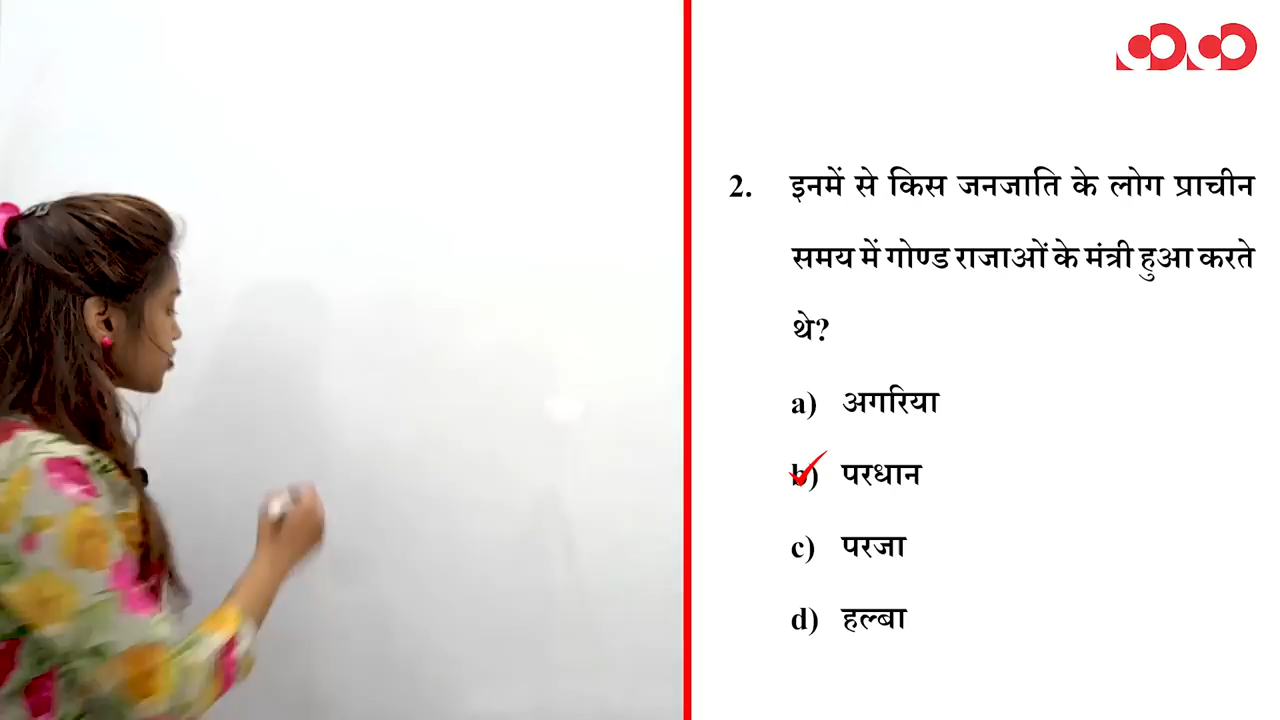 2. इनमें से किस जनजाति के लोग प्राचीन
समय में गोण्ड राजाओं के मंत्री हुआ करते
थे?
a) अगरिया
b) परधान
c) परजा
d) हल्बा